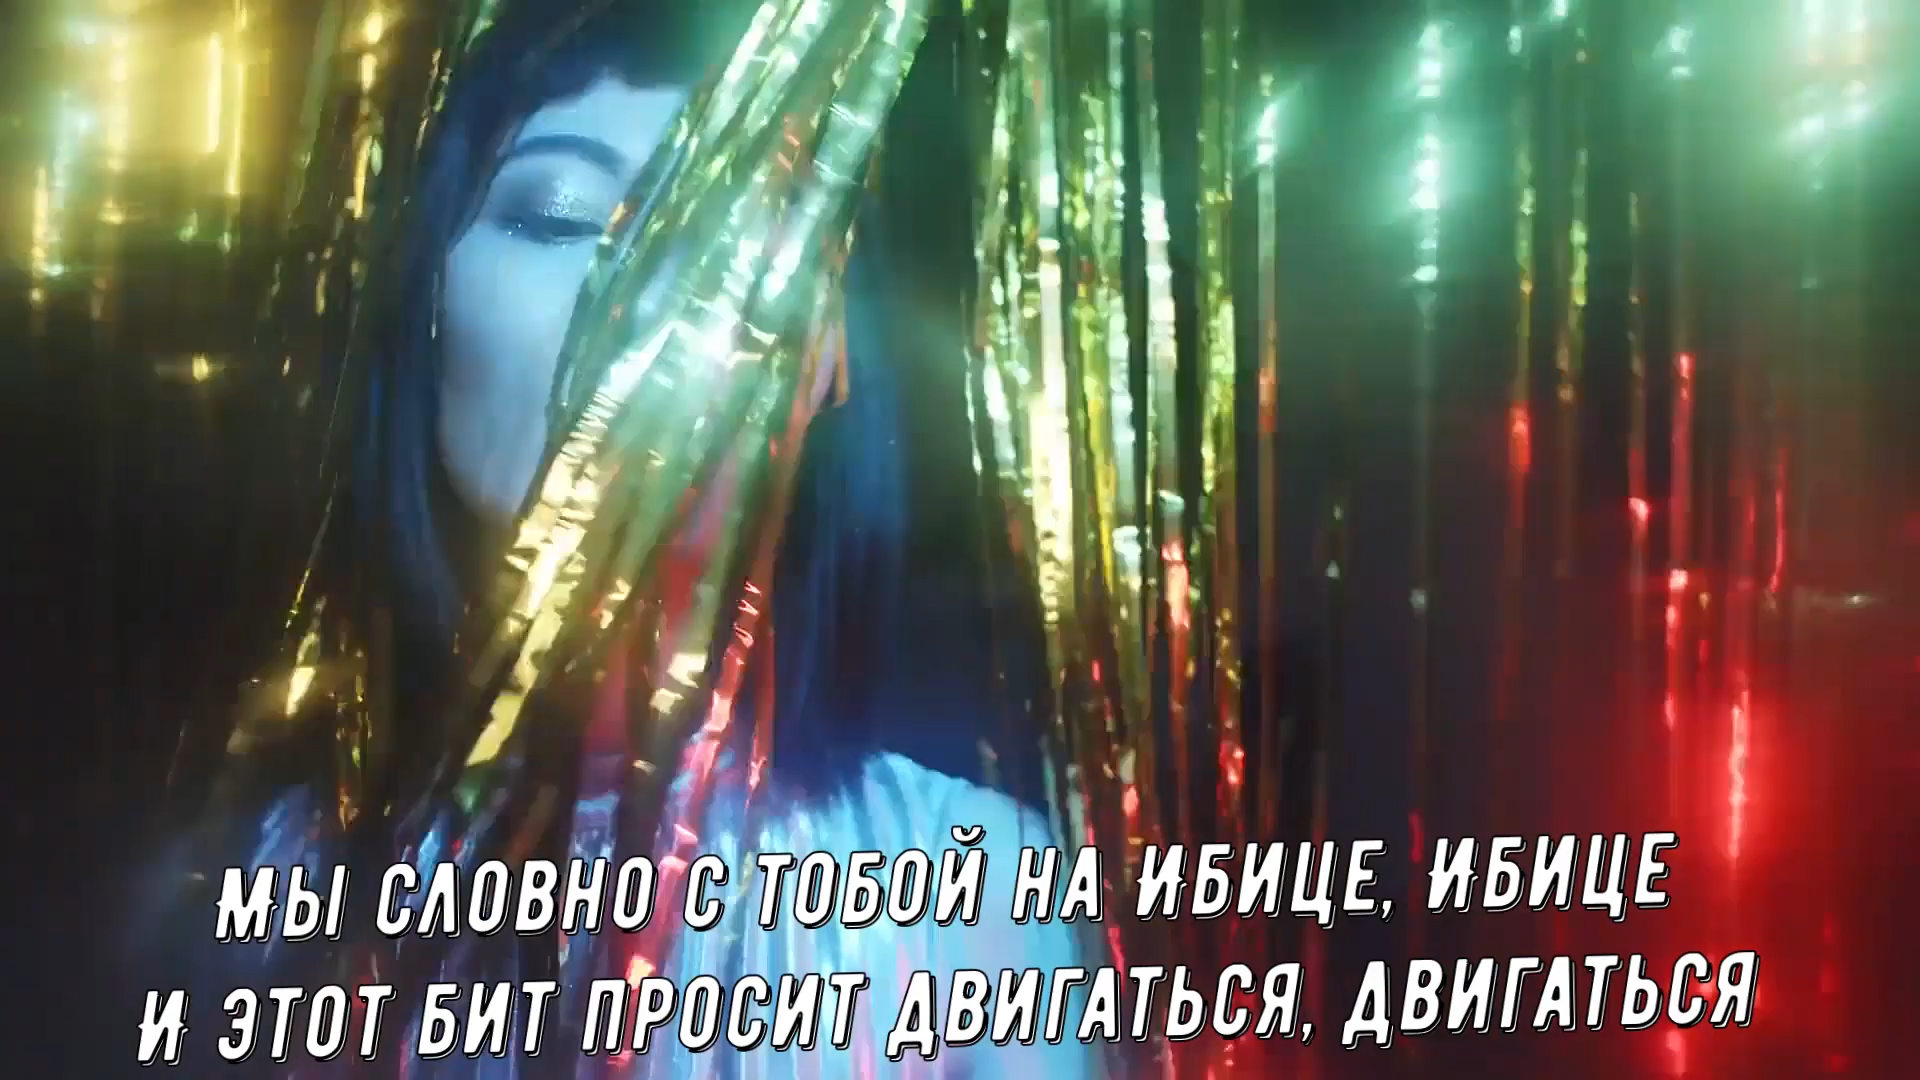 Мы словно с тобой на Ибице, Ибице
И этот бит просит двигаться, двигаться